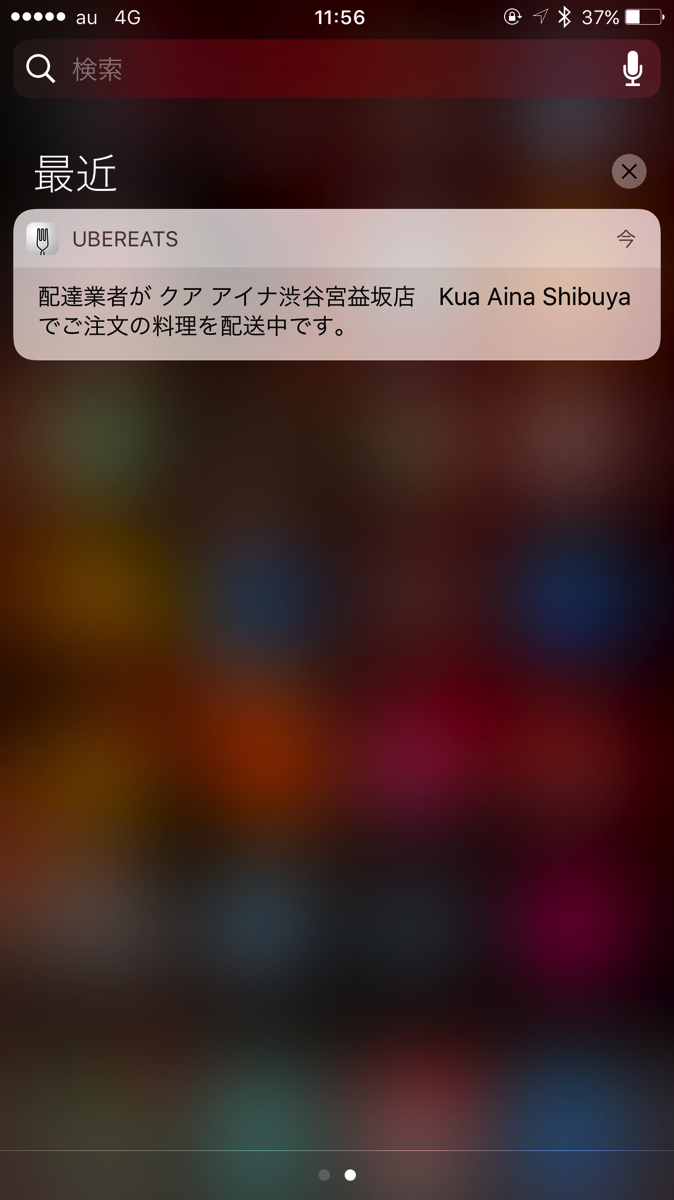 au 4G 11:56 37%
検索
最近
UBEREATS 今
配達業者が クア アイナ渋谷宮益坂店　Kua Aina Shibuya
でご注文の料理を配送中です。